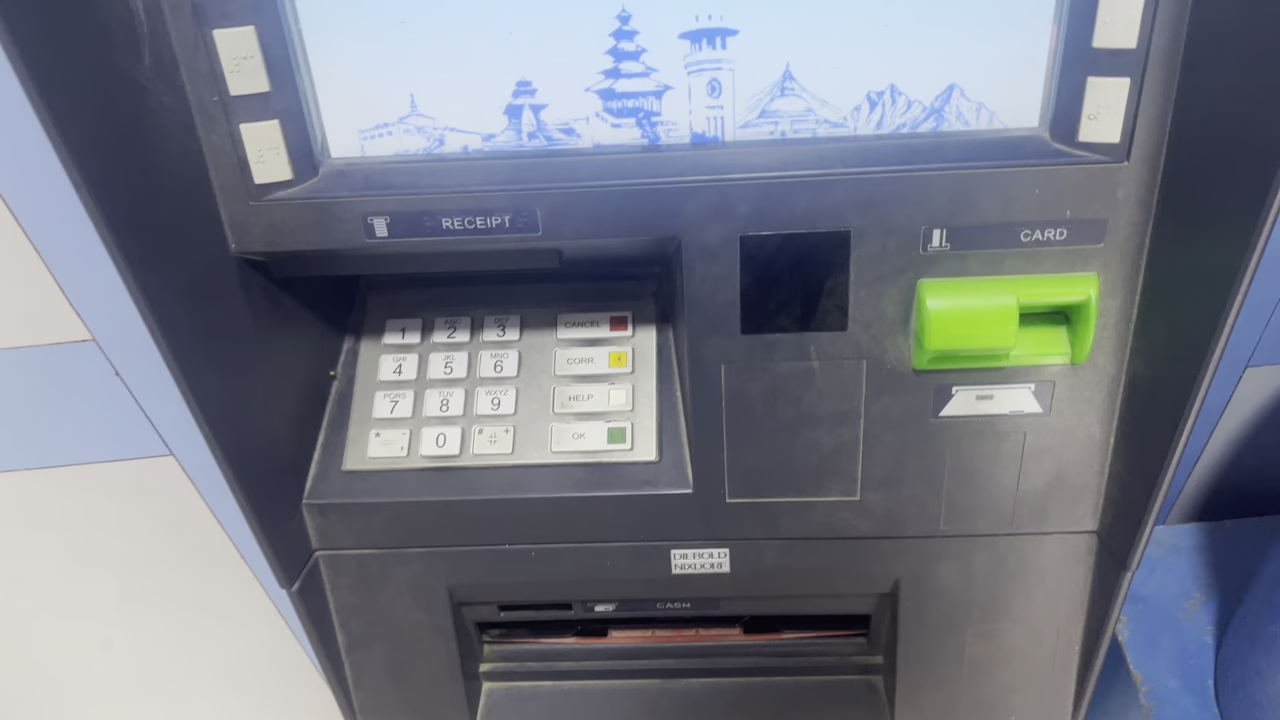 RECEIPT
CARD
1
ABC
2
DEF
3
CANCEL
GHI
4
JKL
5
MNO
6
CORR.
PQRS
7
TUV
8
WXYZ
9
HELP
*
,
0
#
+
OK
DIEBOLD
NIXDORF
CASH